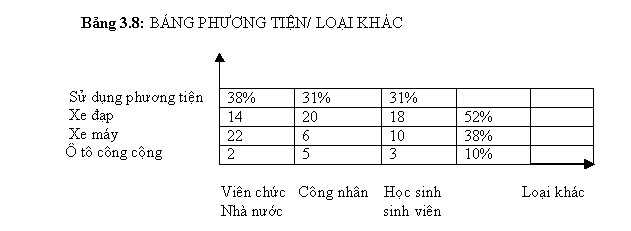 Bảng 3.8: BẢNG PHƯƠNG TIỆN/ LOẠI KHÁC
Sử dụng phương tiện 38% 31% 31%
Xe đạp 14 20 18 52%
Xe máy 22 6 10 38%
Ô tô công cộng 2 5 3 10%
Viên chức Công nhân Học sinh Loại khác
Nhà nước sinh viên